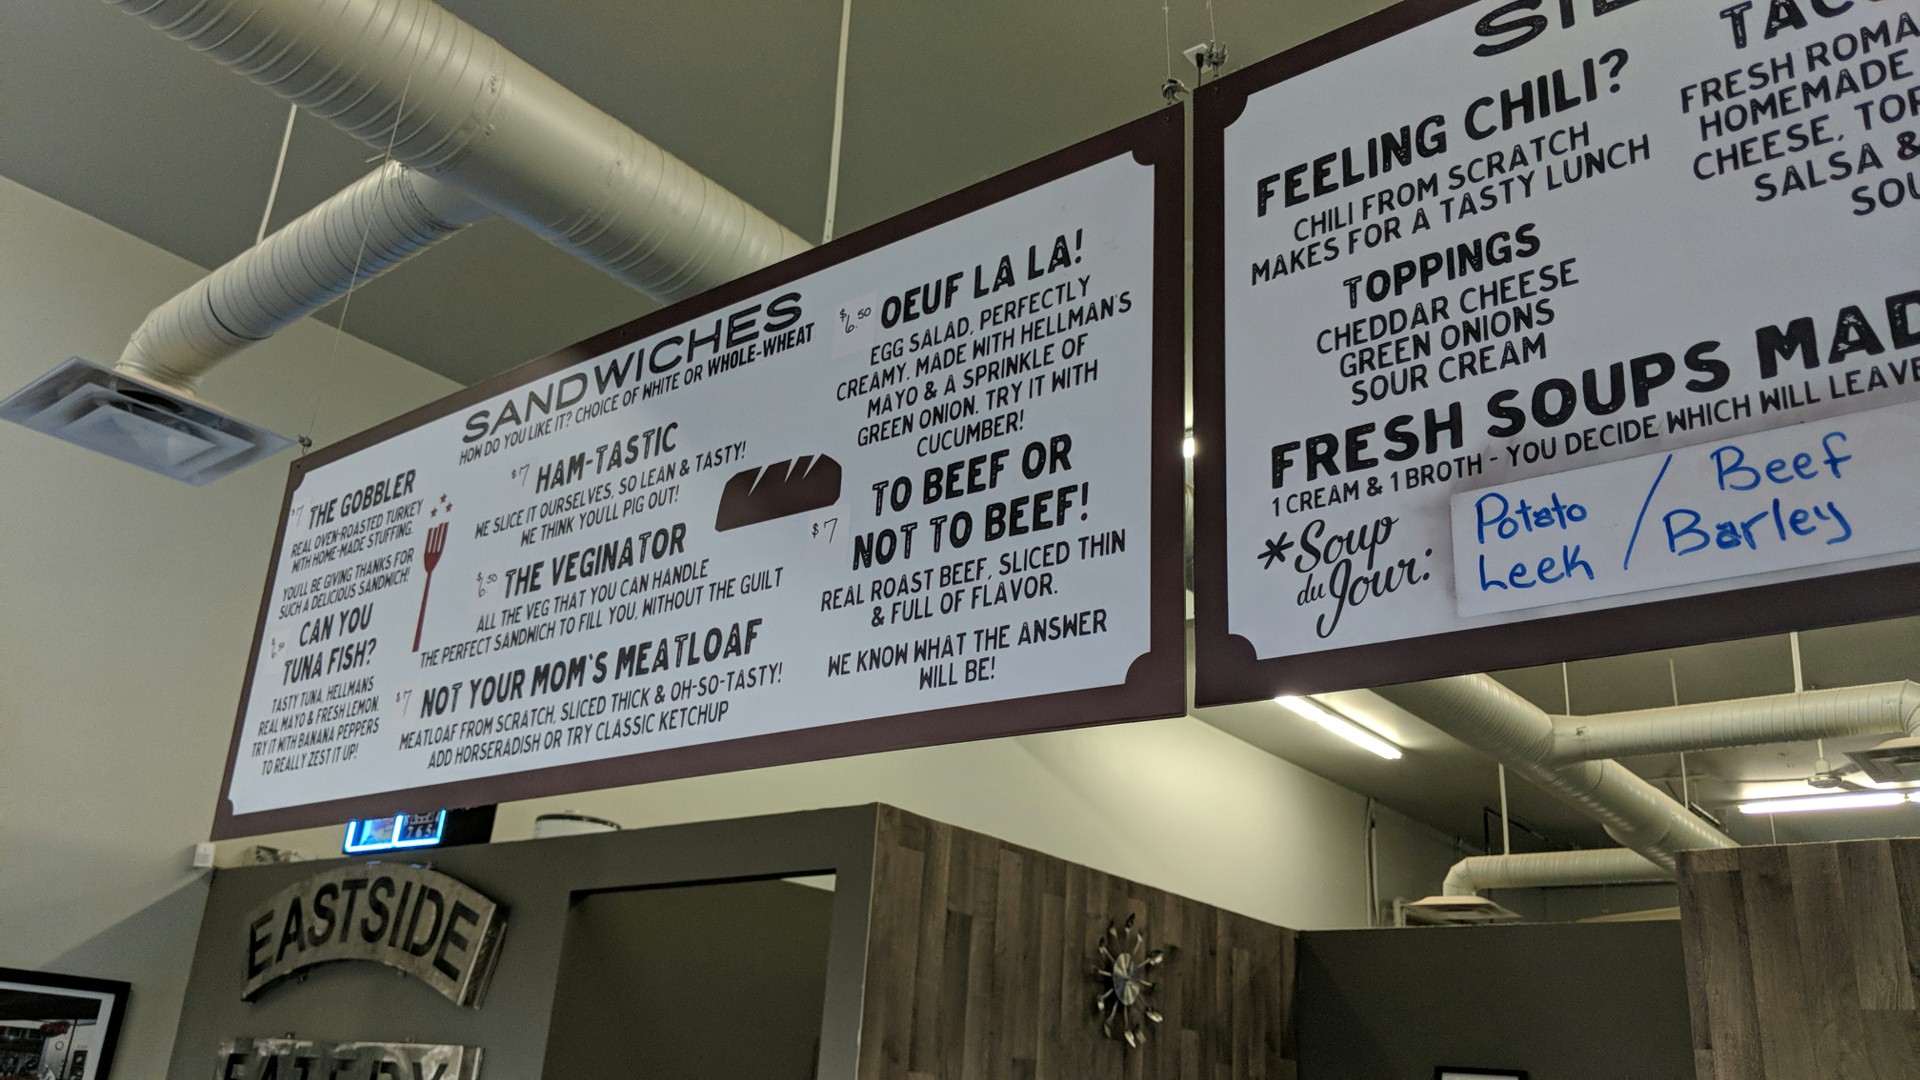 SANDWICHES
HOW DO YOU LIKE IT? CHOICE OF WHITE OR WHOLE-WHEAT
$7 THE GOBBLER
REAL OVEN-ROASTED TURKEY
WITH HOME-MADE STUFFING.
YOU'LL BE GIVING THANKS FOR
SUCH A DELICIOUS SANDWICH!
CAN YOU
TUNA FISH?
TASTY TUNA, HELLMANS
REAL MAYO & FRESH LEMON.
TRY IT WITH BANANA PEPPERS
TO REALLY ZEST IT UP!
$7 HAM-TASTIC
WE SLICE IT OURSELVES, SO LEAN & TASTY!
WE THINK YOU'LL PIG OUT!
$6.50 THE VEGINATOR
ALL THE VEG THAT YOU CAN HANDLE
THE PERFECT SANDWICH TO FILL YOU, WITHOUT THE GUILT
$7 NOT YOUR MOM'S MEATLOAF
MEATLOAF FROM SCRATCH, SLICED THICK & OH-SO-TASTY!
ADD HORSERADISH OR TRY CLASSIC KETCHUP
$6.50 OEUF LA LA!
EGG SALAD, PERFECTLY
CREAMY. MADE WITH HELLMAN'S
MAYO & A SPRINKLE OF
GREEN ONION. TRY IT WITH
CUCUMBER!
TO BEEF OR
$7 NOT TO BEEF!
REAL ROAST BEEF, SLICED THIN
& FULL OF FLAVOR.
WE KNOW WHAT THE ANSWER
WILL BE!
FEELING CHILI?
CHILI FROM SCRATCH
MAKES FOR A TASTY LUNCH
TOPPINGS
CHEDDAR CHEESE
GREEN ONIONS
SOUR CREAM
FRESH ROMA
HOMEMADE
CHEESE, TOR
SALSA &
SOU
FRESH SOUPS MAD
1 CREAM & 1 BROTH - YOU DECIDE WHICH WILL LEAVE
*Soup
du
Jour:
Potato / Beef
Leek / Barley
EASTSIDE
EATERY